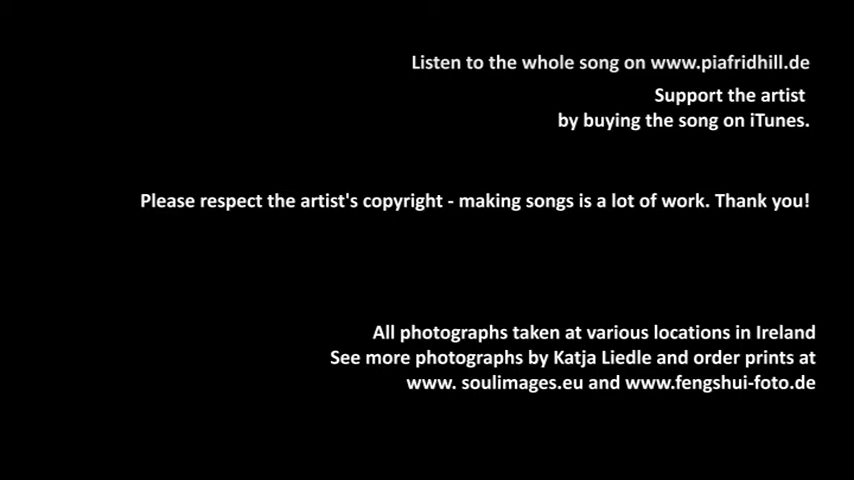 Listen to the whole song on www.piafridhill.de
Support the artist
by buying the song on iTunes.
Please respect the artist's copyright - making songs is a lot of work. Thank you!
All photographs taken at various locations in Ireland
See more photographs by Katja Liedle and order prints at
www. soulimages.eu and www.fengshui-foto.de